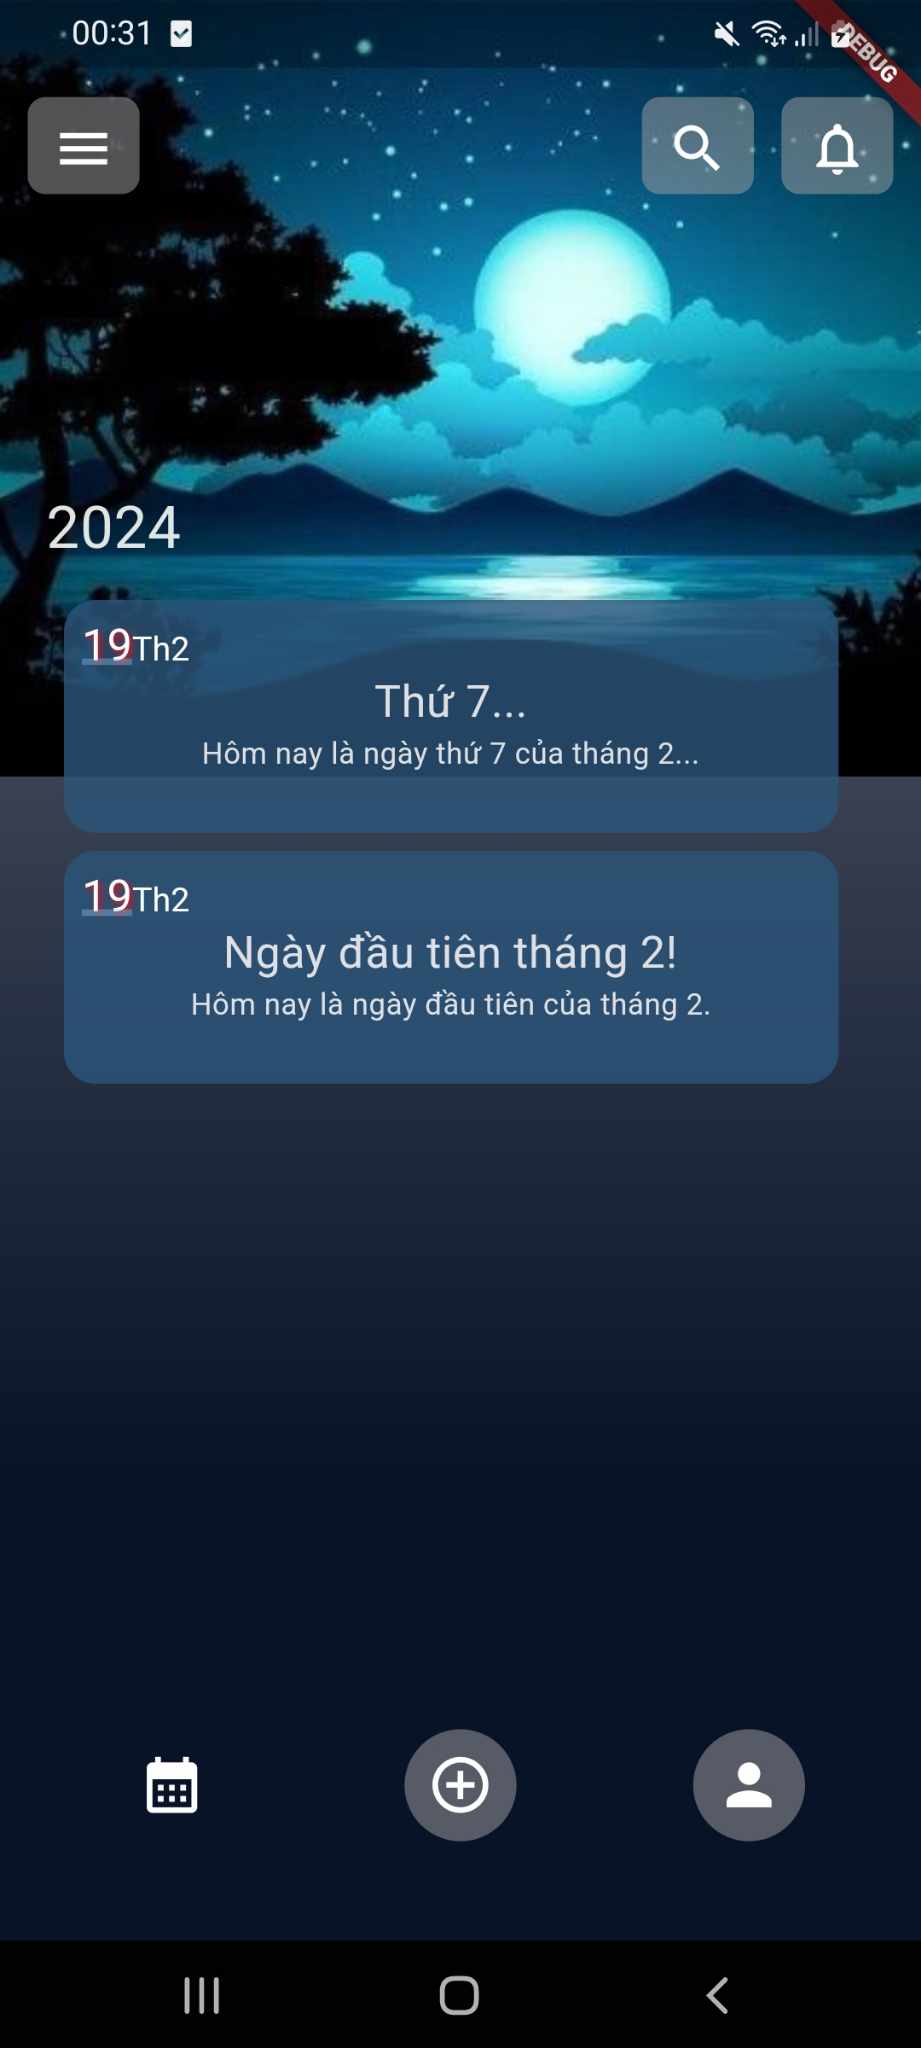 00:31
DEBUG
2024
19Th2
Thứ 7...
Hôm nay là ngày thứ 7 của tháng 2...
19Th2
Ngày đầu tiên tháng 2!
Hôm nay là ngày đầu tiên của tháng 2.